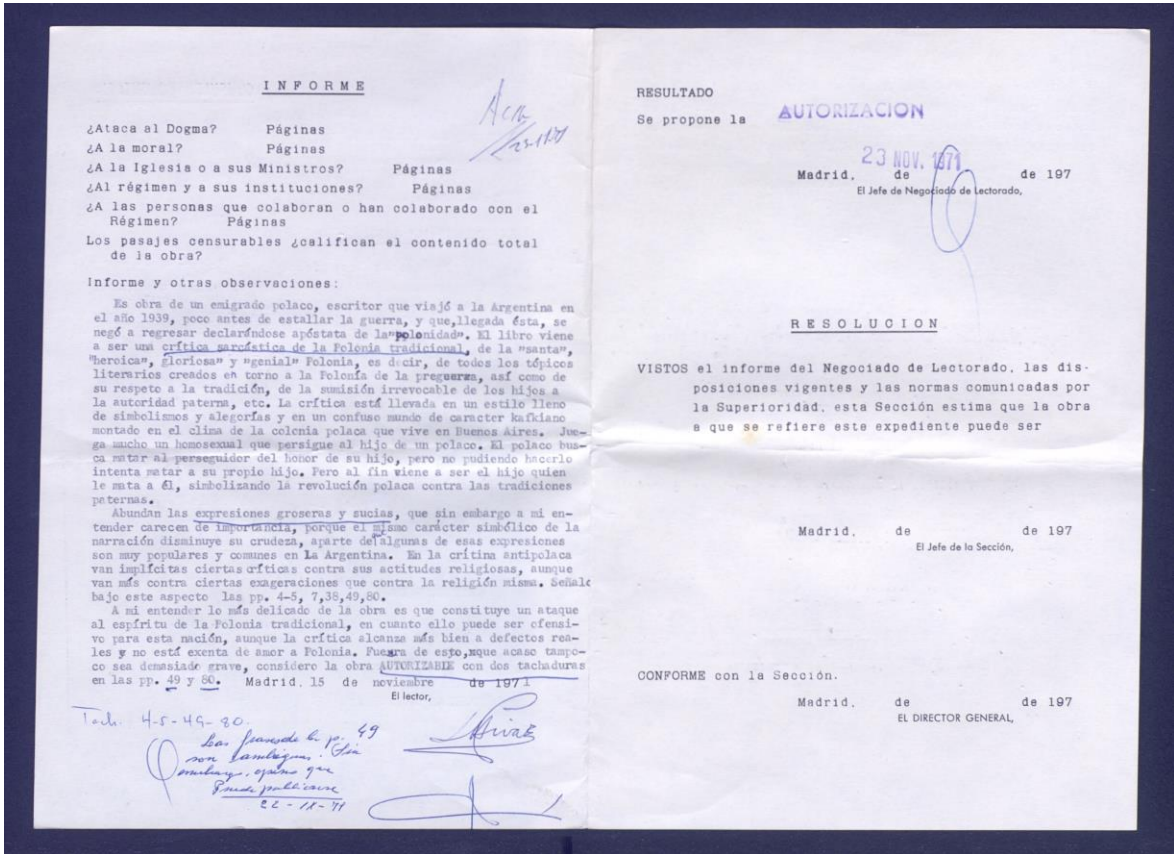 INFORME
¿Ataca al Dogma? Páginas
¿A la moral? Páginas
¿A la Iglesia o a sus Ministros? Páginas
¿Al régimen y a sus instituciones? Páginas
¿A las personas que colaboran o han colaborado con el
Régimen? Páginas
Los pasajes censurables ¿califican el contenido total
de la obra?
Informe y otras observaciones:
Es obra de un emigrado polaco, escritor que viajó a la Argentina en
el año 1939, poco antes de estallar la guerra, y que,llegada ésta, se
negó a regresar declarándose apóstata de la"polonidad". El libro viene
a ser una crítica sarcástica de la Polonia tradicional, de la "santa",
"heroica", gloriosa" y "genial" Polonia, es decir, de todos los tópicos
literarios creados en torno a la Polonia de la preguerra, así como de
su respeto a la tradición, de la sumisión irrevocable de los hijos a
la autoridad paterna, etc. La crítica está llevada en un estilo lleno
de simbolismos y alegorías y en un confuso mundo de caracter kafkiano
montado en el clima de la colonia polaca que vive en Buenos Aires. Jue-
ga mucho un homosexual que persigue al hijo de un polaco. El polaco bus-
ca matar al perseguidor del honor de su hijo, pero no pudiendo hacerlo
intenta matar a su propio hijo. Pero al fin viene a ser el hijo quien
le mata a él, simbolizando la revolución polaca contra las tradiciones
paternas.
Abundan las expresiones groseras y sucias, que sin embargo a mi en-
tender carecen de importancia, porque el mismo carácter simbólico de la
narración disminuye su crudeza, aparte de algunas de esas expresiones
son muy populares y comunes en La Argentina. En la crítina antipolaca
van implícitas ciertas críticas contra sus actitudes religiosas, aunque
van más contra ciertas exageraciones que contra la religión misma. Señalo
bajo este aspecto las pp. 4-5, 7,38,49,80.
A mi entender lo más delicado de la obra es que constituye un ataque
al espíritu de la Polonia tradicional, en cuanto ello puede ser ofensi-
vo para esta nación, aunque la crítica alcanza más bien a defectos rea-
les y no está exenta de amor a Polonia. Fuera de esto,xque acaso tampo-
co sea demasiado grave, considero la obra AUTORIZABLE con dos tachaduras
en las pp. 49 y 80. Madrid, 15 de noviembre de 1971
El lector,
Tach. 4-5-49-80.
Las frases de la p. 49
son ambiguas. Sin
embargo, opino que
Puede publicarse
22-11-71
RESULTADO
Se propone la AUTORIZACION
23 NOV. 1971
Madrid, de de 197
El Jefe de Negociado de Lectorado,
RESOLUCION
VISTOS el informe del Negociado de Lectorado, las dis-
posiciones vigentes y las normas comunicadas por
la Superioridad, esta Sección estima que la obra
a que se refiere este expediente puede ser
Madrid, de de 197
El Jefe de la Sección,
CONFORME con la Sección.
Madrid, de de 197
EL DIRECTOR GENERAL,